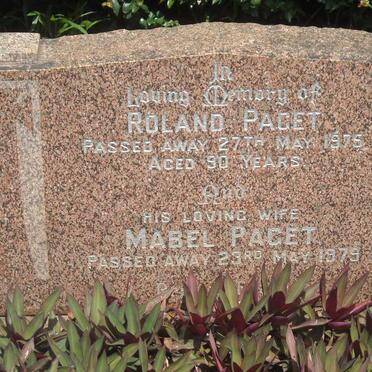 In
Loving Memory of
ROLAND PAGET
PASSED AWAY 27TH MAY 1975
AGED 90 YEARS
And
HIS LOVING WIFE
MABEL PAGET
PASSED AWAY 23RD MAY 1979